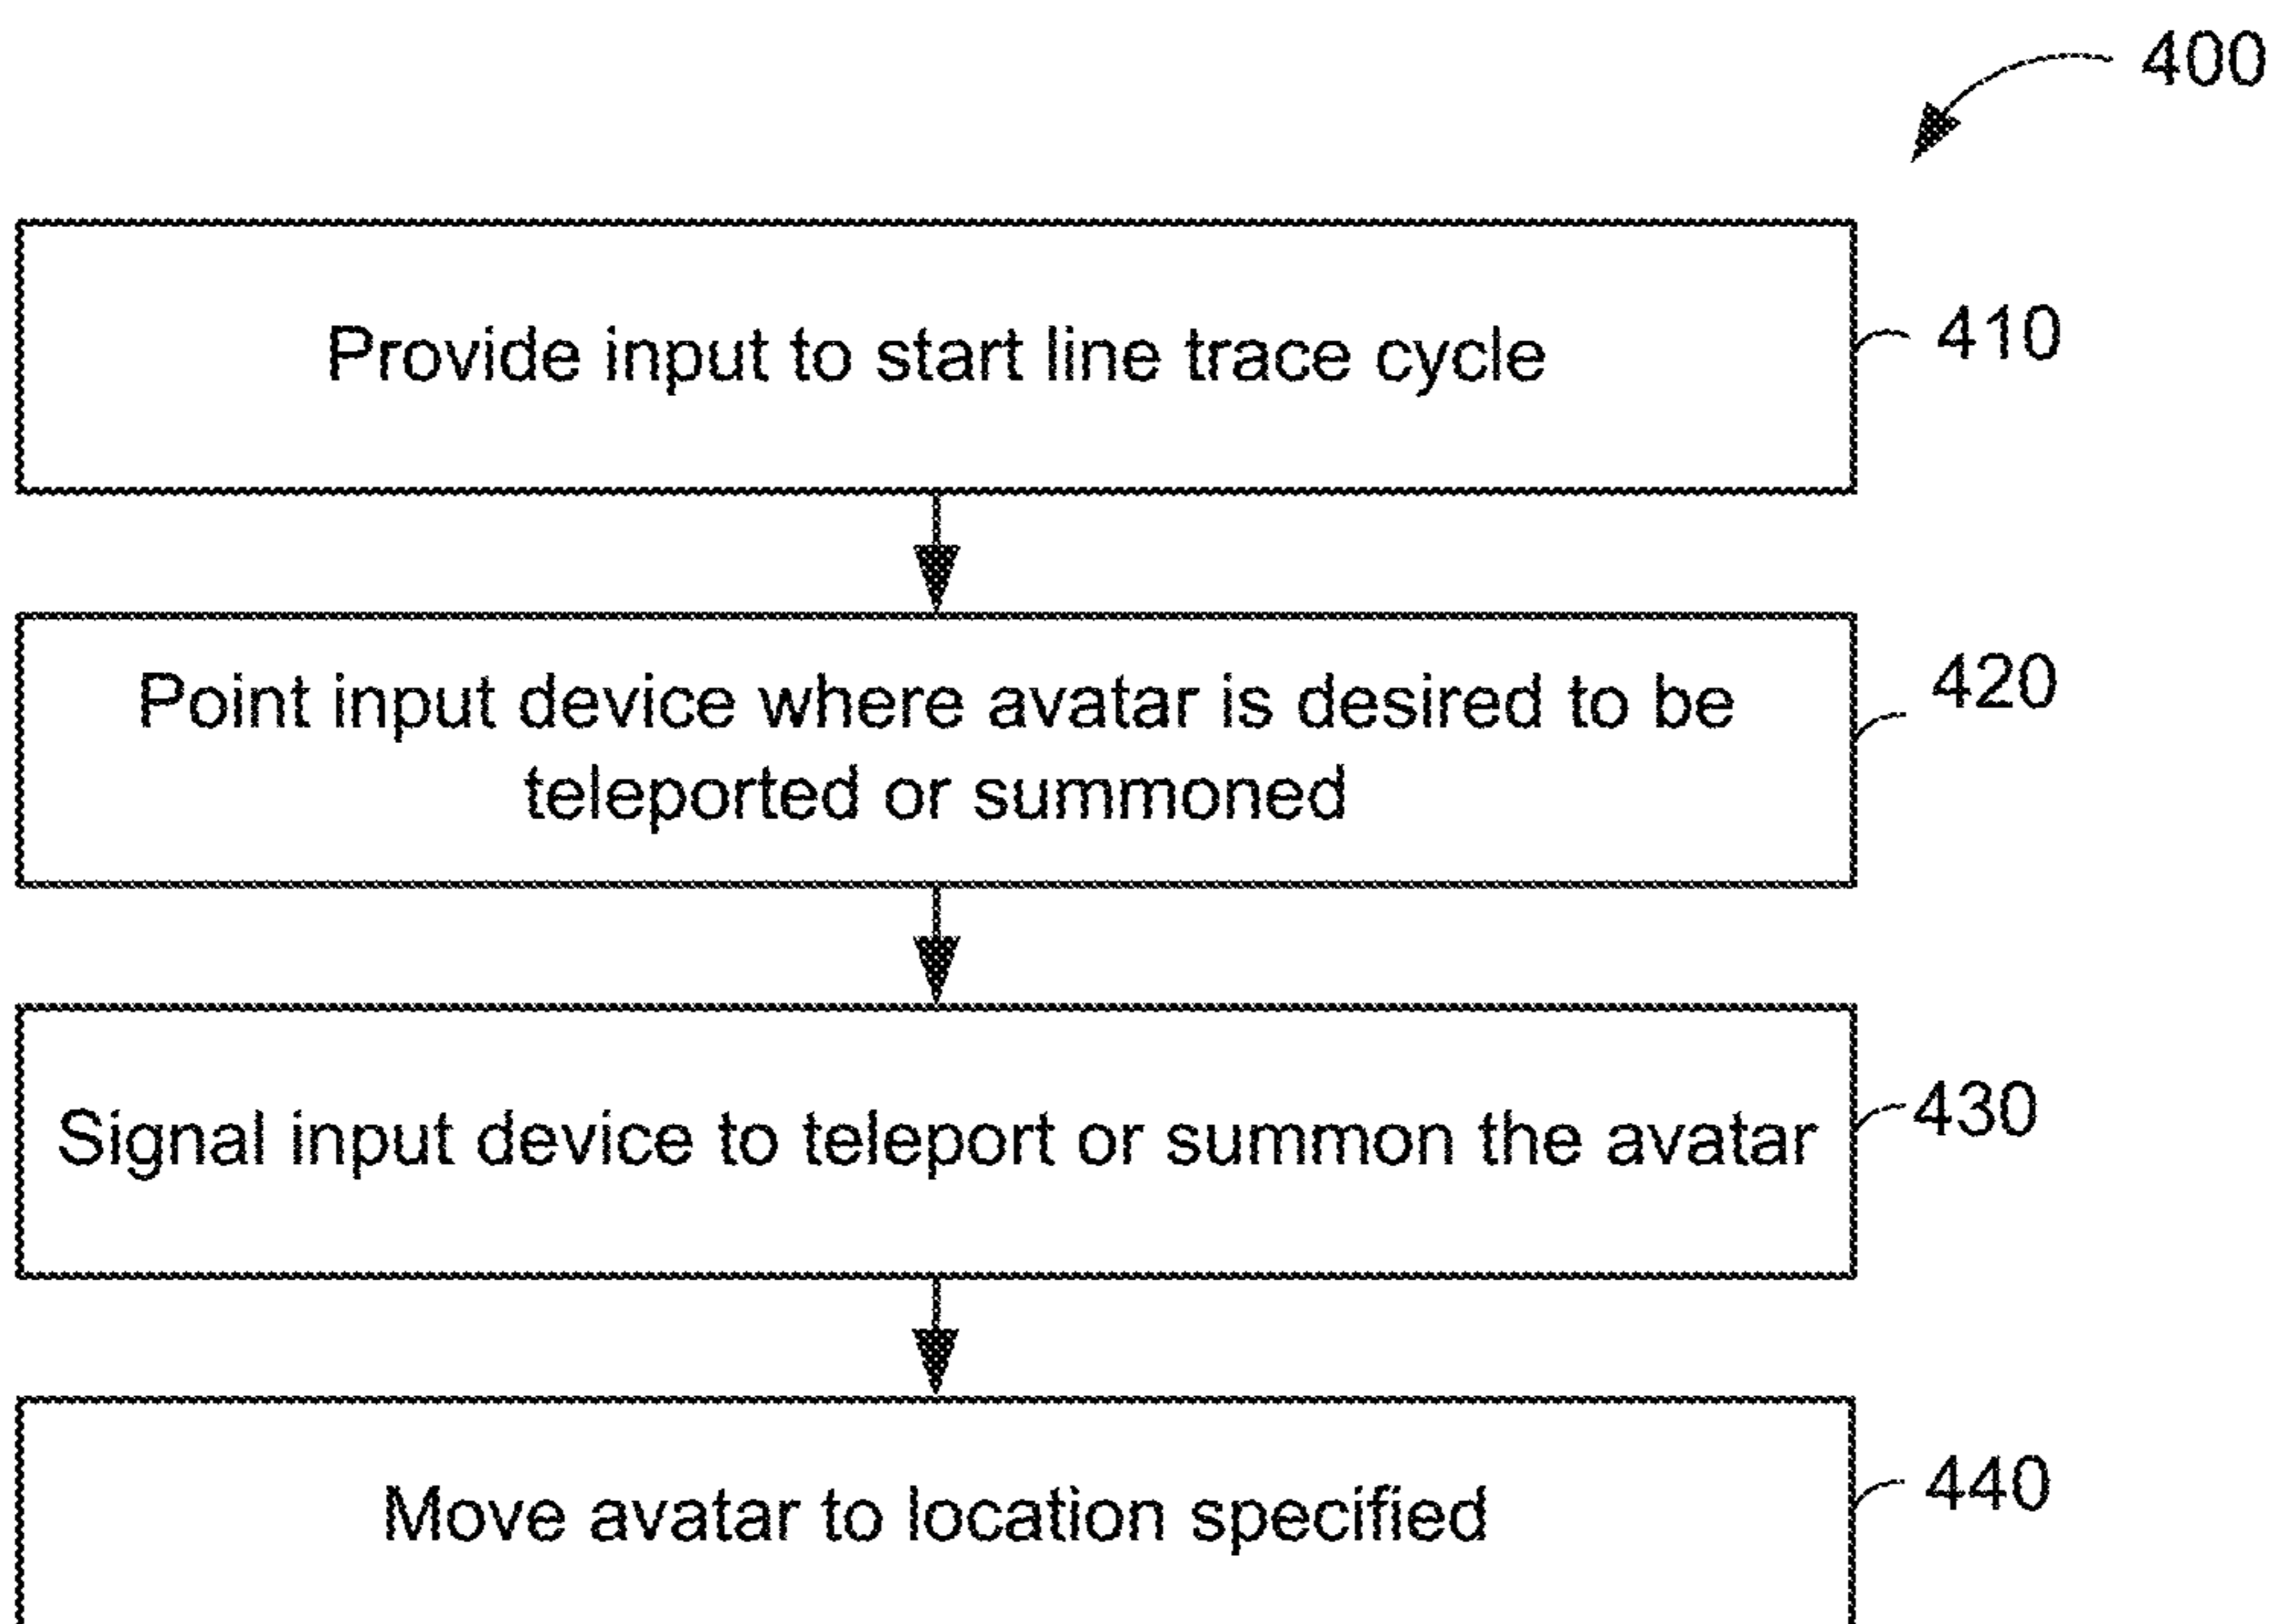 400
Provide input to start line trace cycle
410
Point input device where avatar is desired to be
teleported or summoned
420
Signal input device to teleport or summon the avatar
430
Move avatar to location specified
440